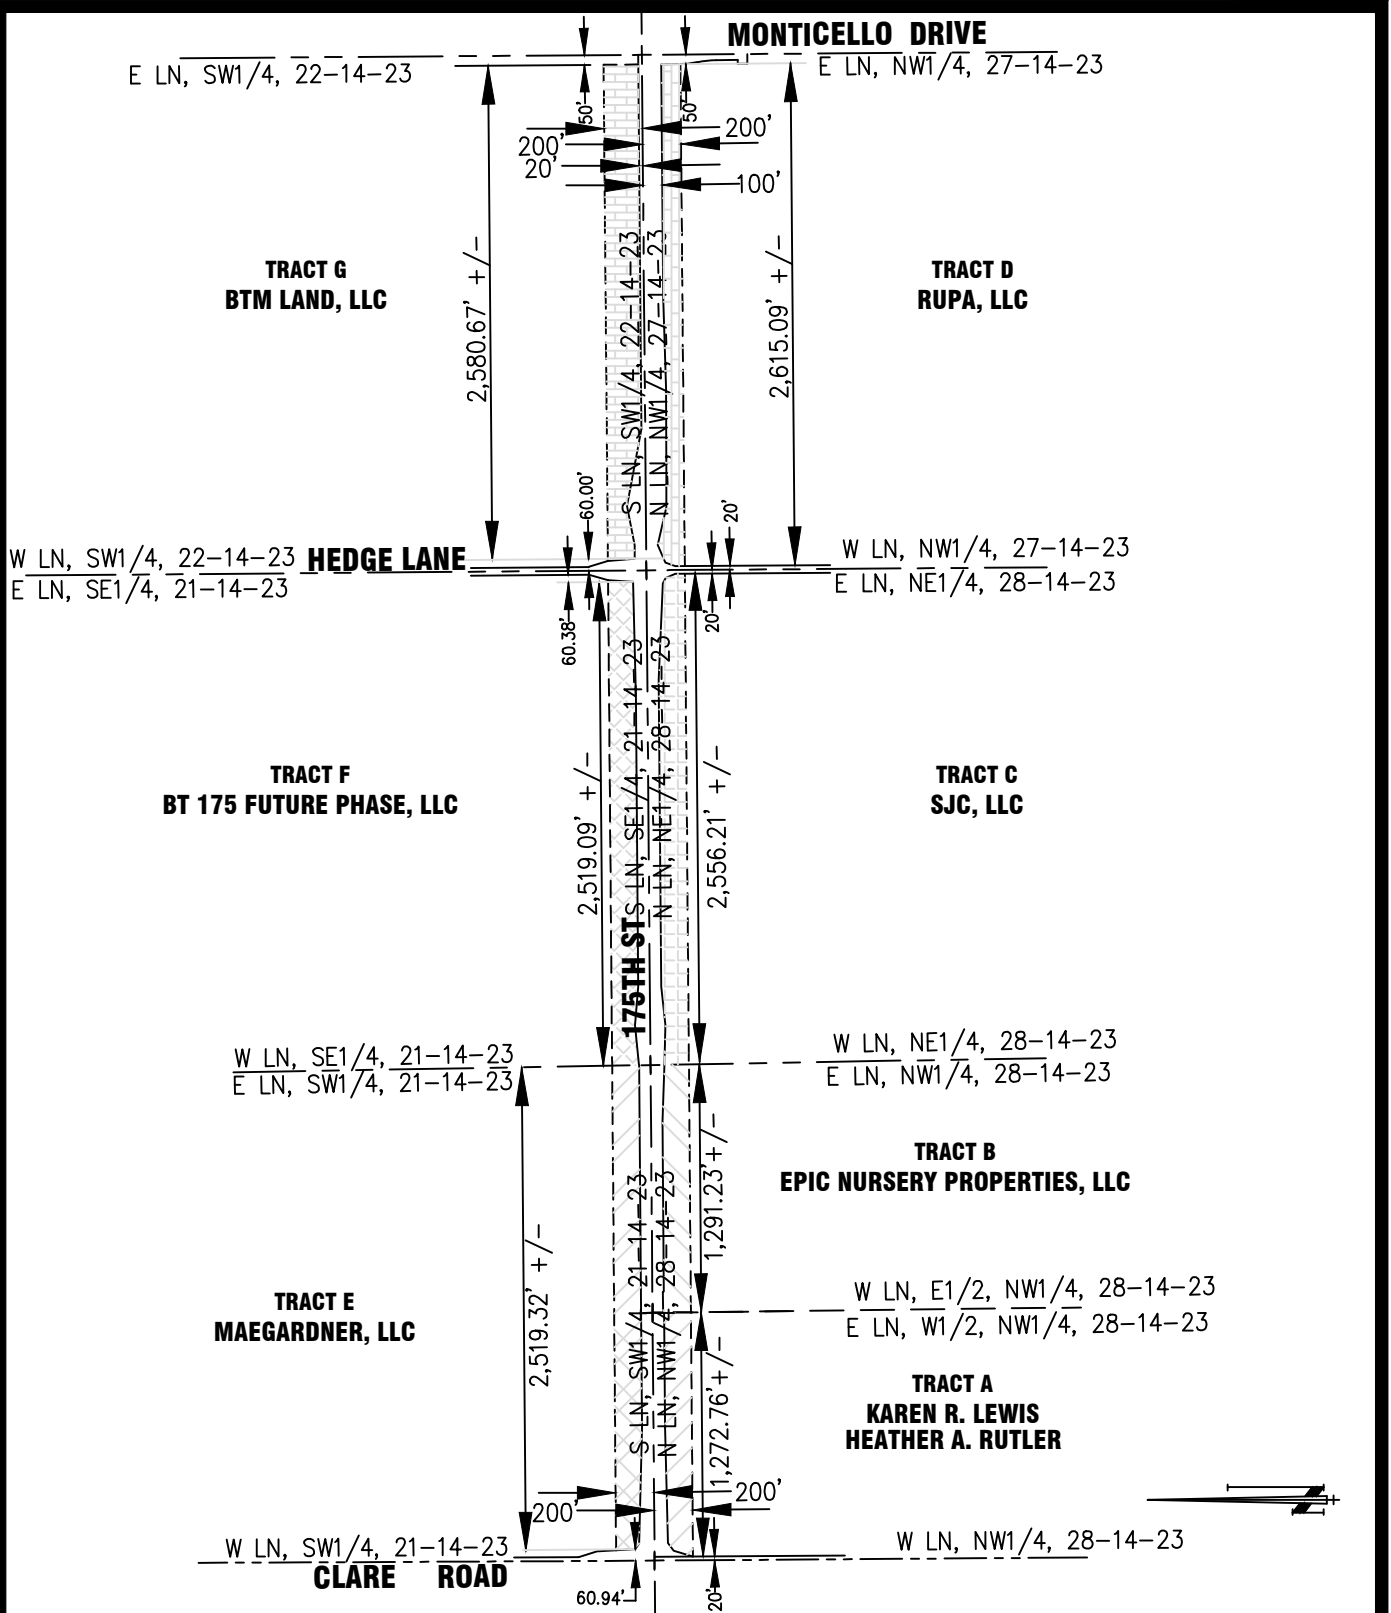 MONTICELLO DRIVE
E LN, SW1/4, 22-14-23
E LN, NW1/4, 27-14-23
50'
50'
200'
200'
20'
100'
S LN, SW1/4, 22-14-23
N LN, NW1/4, 27-14-23
2,580.67' +/-
2,615.09' +/-
TRACT G
BTM LAND, LLC
TRACT D
RUPA, LLC
60.00'
20'
W LN, SW1/4, 22-14-23
HEDGE LANE
E LN, SE1/4, 21-14-23
W LN, NW1/4, 27-14-23
E LN, NE1/4, 28-14-23
60.38'
20'
S LN, SE1/4, 21-14-23
N LN, NE1/4, 28-14-23
2,519.09' +/-
2,556.21' +/-
TRACT F
BT 175 FUTURE PHASE, LLC
TRACT C
SJC, LLC
175TH ST
W LN, SE1/4, 21-14-23
E LN, SW1/4, 21-14-23
W LN, NE1/4, 28-14-23
E LN, NW1/4, 28-14-23
1,291.23'+/-
TRACT B
EPIC NURSERY PROPERTIES, LLC
S LN, SW1/4, 21-14-23
N LN, NW1/4, 28-14-23
2,519.32' +/-
W LN, E1/2, NW1/4, 28-14-23
E LN, W1/2, NW1/4, 28-14-23
TRACT E
MAEGARDNER, LLC
1,272.76'+/-
TRACT A
KAREN R. LEWIS
HEATHER A. RUTLER
200'
200'
W LN, SW1/4, 21-14-23
W LN, NW1/4, 28-14-23
CLARE ROAD
60.94'
20'